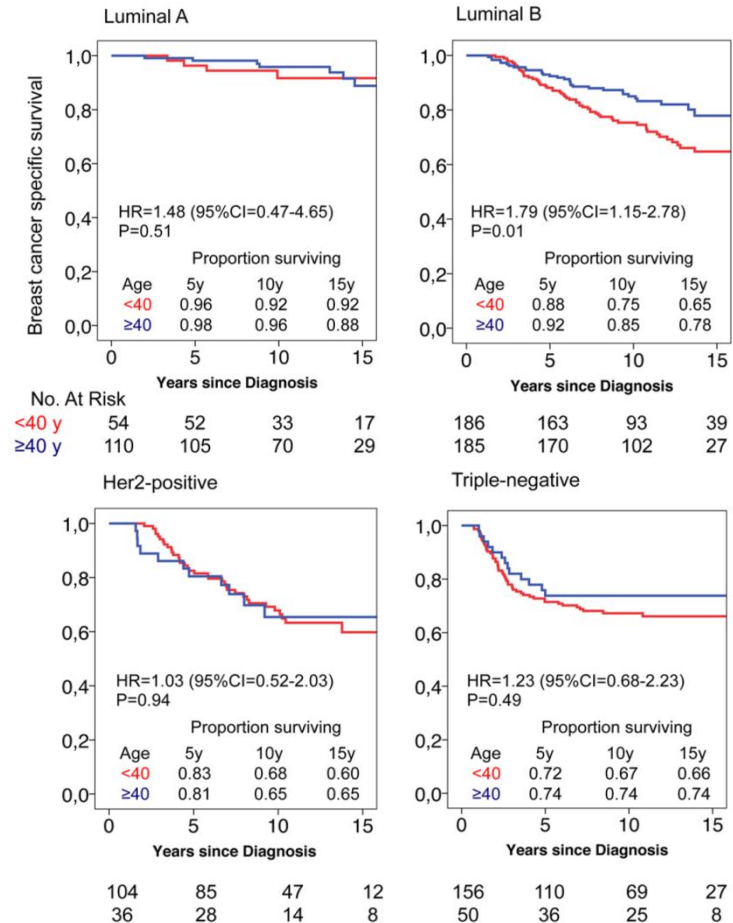 Luminal A
Breast cancer specific survival
1,0
0,8
0,6
0,4
0,2
0,0
HR=1.48 (95%CI=0.47-4.65)
P=0.51
Proportion surviving
Age 5y 10y 15y
<40 0.96 0.92 0.92
≥40 0.98 0.96 0.88
0 5 10 15
Years since Diagnosis
Luminal B
1,0
0,8
0,6
0,4
0,2
0,0
HR=1.79 (95%CI=1.15-2.78)
P=0.01
Proportion surviving
Age 5y 10y 15y
<40 0.88 0.75 0.65
≥40 0.92 0.85 0.78
0 5 10 15
Years since Diagnosis
No. At Risk
<40 y 54 52 33 17 186 163 93 39
≥40 y 110 105 70 29 185 170 102 27
Her2-positive
1,0
0,8
0,6
0,4
0,2
0,0
HR=1.03 (95%CI=0.52-2.03)
P=0.94
Proportion surviving
Age 5y 10y 15y
<40 0.83 0.68 0.60
≥40 0.81 0.65 0.65
0 5 10 15
Years since Diagnosis
Triple-negative
1,0
0,8
0,6
0,4
0,2
0,0
HR=1.23 (95%CI=0.68-2.23)
P=0.49
Proportion surviving
Age 5y 10y 15y
<40 0.72 0.67 0.66
≥40 0.74 0.74 0.74
0 5 10 15
Years since Diagnosis
104 85 47 12 156 110 69 27
36 28 14 8 50 36 25 8